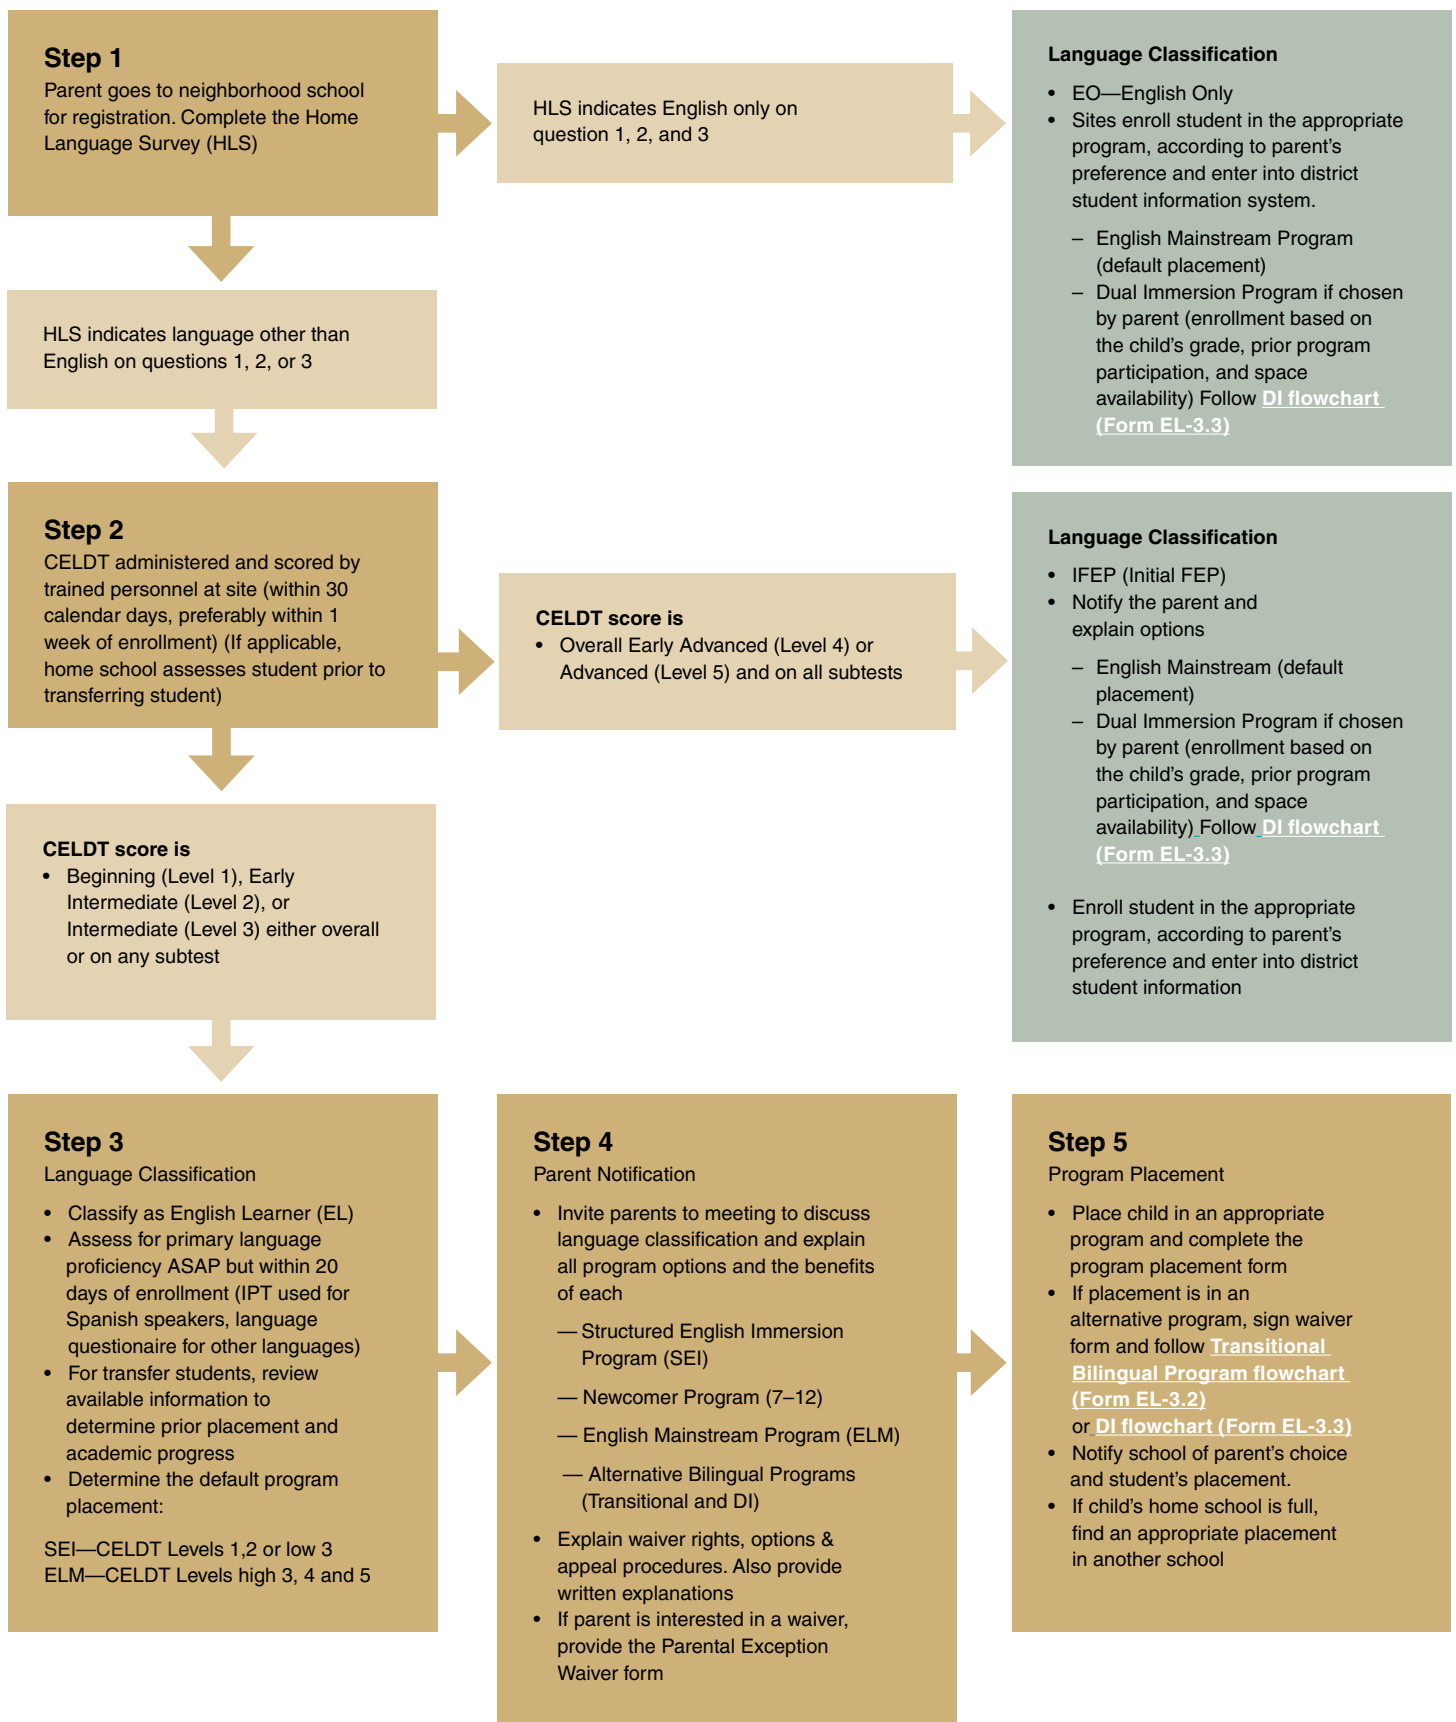 Step 1
Parent goes to neighborhood school
for registration. Complete the Home
Language Survey (HLS)
HLS indicates English only on
question 1, 2, and 3
Language Classification
• EO—English Only
• Sites enroll student in the appropriate
program, according to parent’s
preference and enter into district
student information system.
– English Mainstream Program
(default placement)
– Dual Immersion Program if chosen
by parent (enrollment based on
the child’s grade, prior program
participation, and space
availability) Follow DI flowchart
(Form EL-3.3)
HLS indicates language other than
English on questions 1, 2, or 3
Step 2
CELDT administered and scored by
trained personnel at site (within 30
calendar days, preferably within 1
week of enrollment) (If applicable,
home school assesses student prior to
transferring student)
CELDT score is
• Overall Early Advanced (Level 4) or
Advanced (Level 5) and on all subtests
Language Classification
• IFEP (Initial FEP)
• Notify the parent and
explain options
– English Mainstream (default
placement)
– Dual Immersion Program if chosen
by parent (enrollment based on
the child’s grade, prior program
participation, and space
availability) Follow DI flowchart
(Form EL-3.3)
• Enroll student in the appropriate
program, according to parent’s
preference and enter into district
student information
CELDT score is
• Beginning (Level 1), Early
Intermediate (Level 2), or
Intermediate (Level 3) either overall
or on any subtest
Step 3
Language Classification
• Classify as English Learner (EL)
• Assess for primary language
proficiency ASAP but within 20
days of enrollment (IPT used for
Spanish speakers, language
questionaire for other languages)
• For transfer students, review
available information to
determine prior placement and
academic progress
• Determine the default program
placement:
SEI—CELDT Levels 1,2 or low 3
ELM—CELDT Levels high 3, 4 and 5
Step 4
Parent Notification
• Invite parents to meeting to discuss
language classification and explain
all program options and the benefits
of each
— Structured English Immersion
Program (SEI)
— Newcomer Program (7–12)
— English Mainstream Program (ELM)
— Alternative Bilingual Programs
(Transitional and DI)
• Explain waiver rights, options &
appeal procedures. Also provide
written explanations
• If parent is interested in a waiver,
provide the Parental Exception
Waiver form
Step 5
Program Placement
• Place child in an appropriate
program and complete the
program placement form
• If placement is in an
alternative program, sign waiver
form and follow Transitional
Bilingual Program flowchart
(Form EL-3.2)
or DI flowchart (Form EL-3.3)
• Notify school of parent’s choice
and student’s placement.
• If child’s home school is full,
find an appropriate placement
in another school